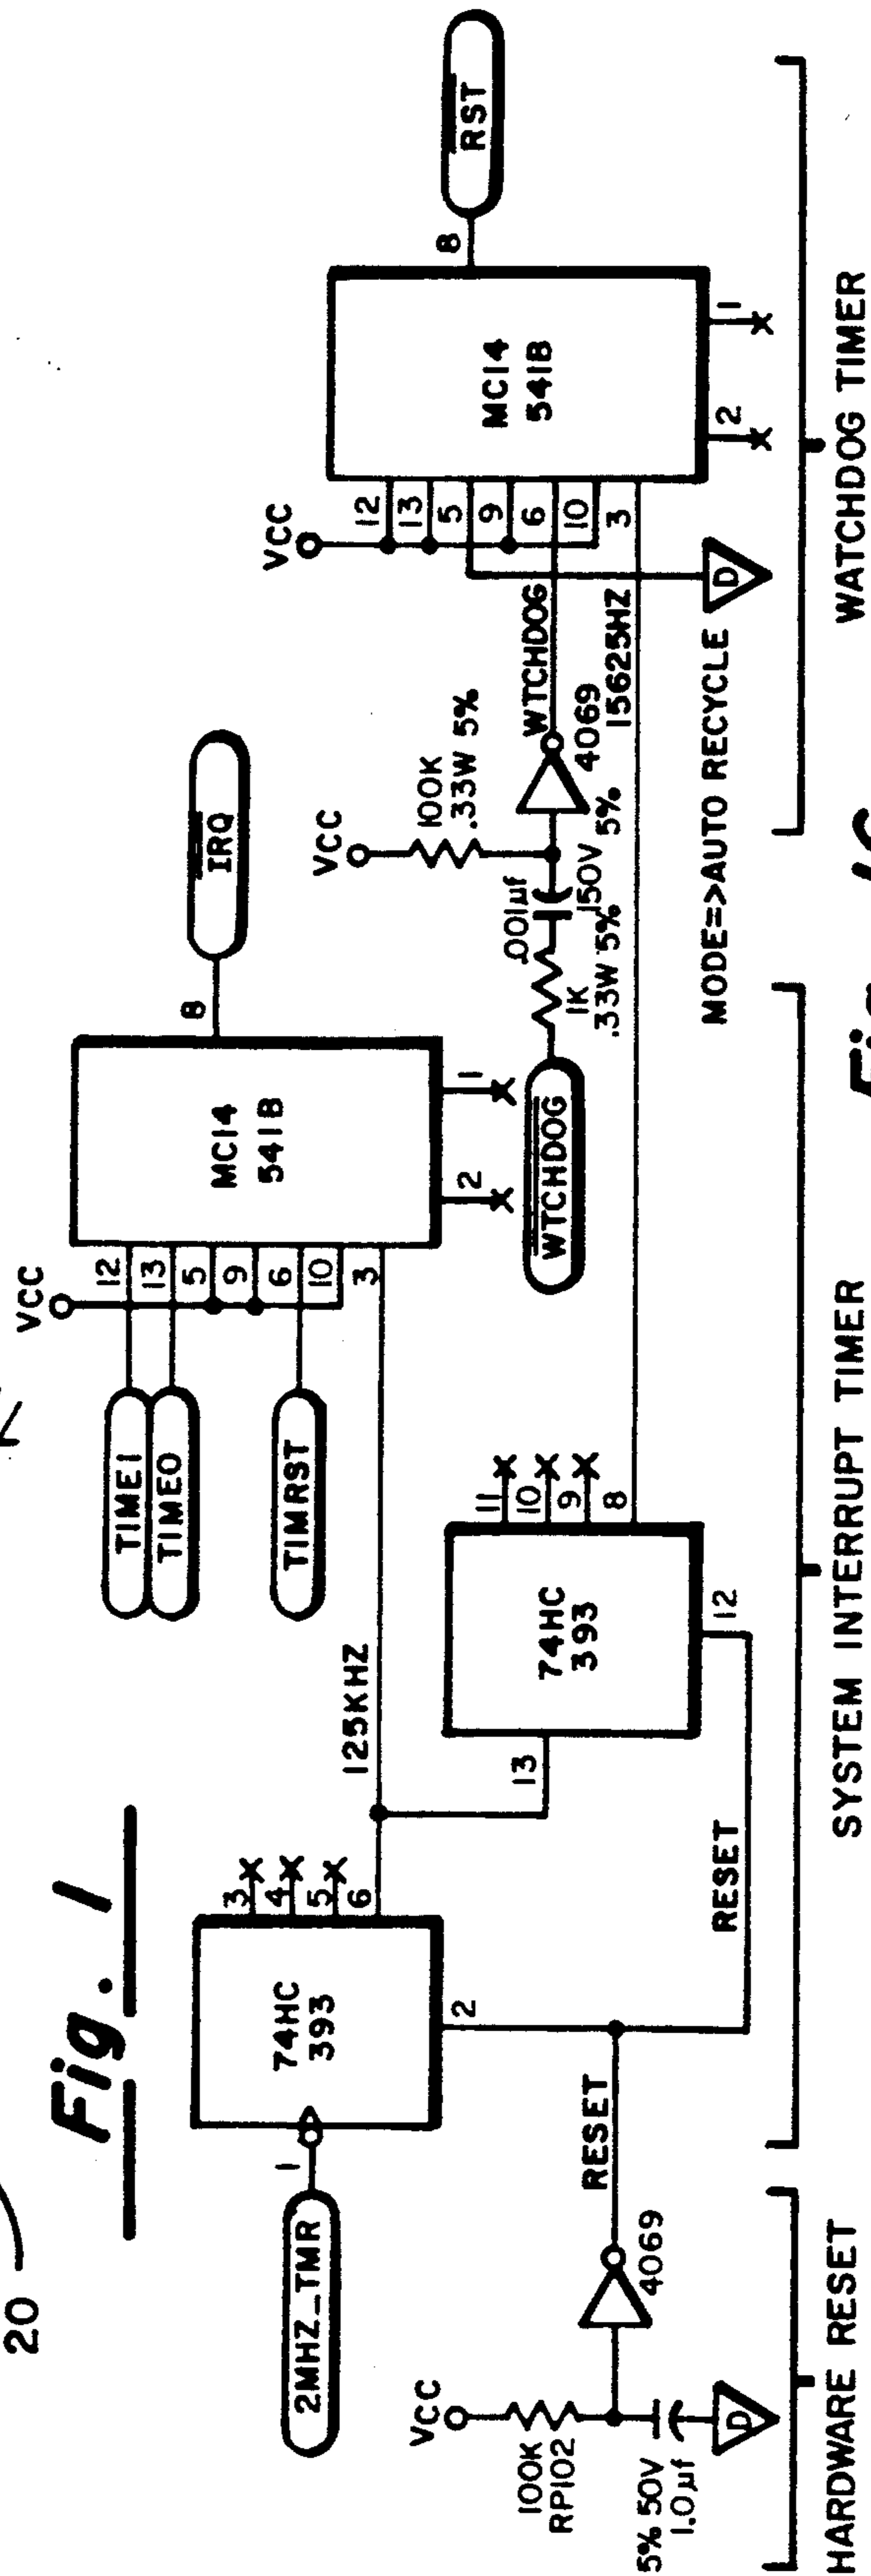 20
Fig. 1
2MHZ_TMR
1
74HC
393
3
4
5
6
2
125KHZ
TIME1
TIME0
TIMRST
VCC
12
13
5
9
6
10
3
MC14
541B
8
IRQ
2
1
VCC
100K
RP102
5% 50V
1.0µf
D
4069
RESET
RESET
13
74HC
393
11
10
9
8
12
WTCHDOG
1K
.33W 5%
.001µf
150V 5%
VCC
100K
.33W 5%
4069
WTCHDOG
15625HZ
VCC
12
13
5
9
6
10
3
MC14
541B
8
RST
2
1
D
MODE=>AUTO RECYCLE
HARDWARE RESET
SYSTEM INTERRUPT TIMER
WATCHDOG TIMER